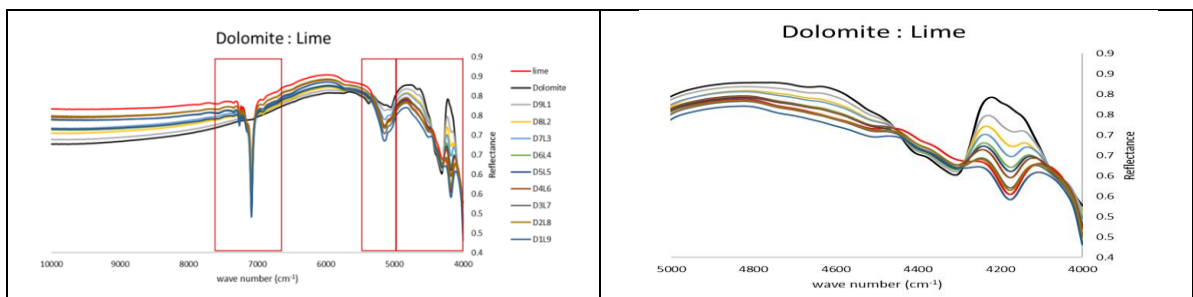 Dolomite : Lime
0.9
0.9
0.8
0.8
0.7
0.7
0.6
0.6
0.5
0.5
0.4
Reflectance
10000 9000 8000 7000 6000 5000 4000
wave number (cm⁻¹)
lime
Dolomite
D9L1
D8L2
D7L3
D6L4
D5L5
D4L6
D3L7
D2L8
D1L9
Dolomite : Lime
0.9
0.9
0.8
0.8
0.7
0.7
0.6
0.6
0.5
0.5
0.4
Reflectance
5000 4800 4600 4400 4200 4000
wave number (cm⁻¹)